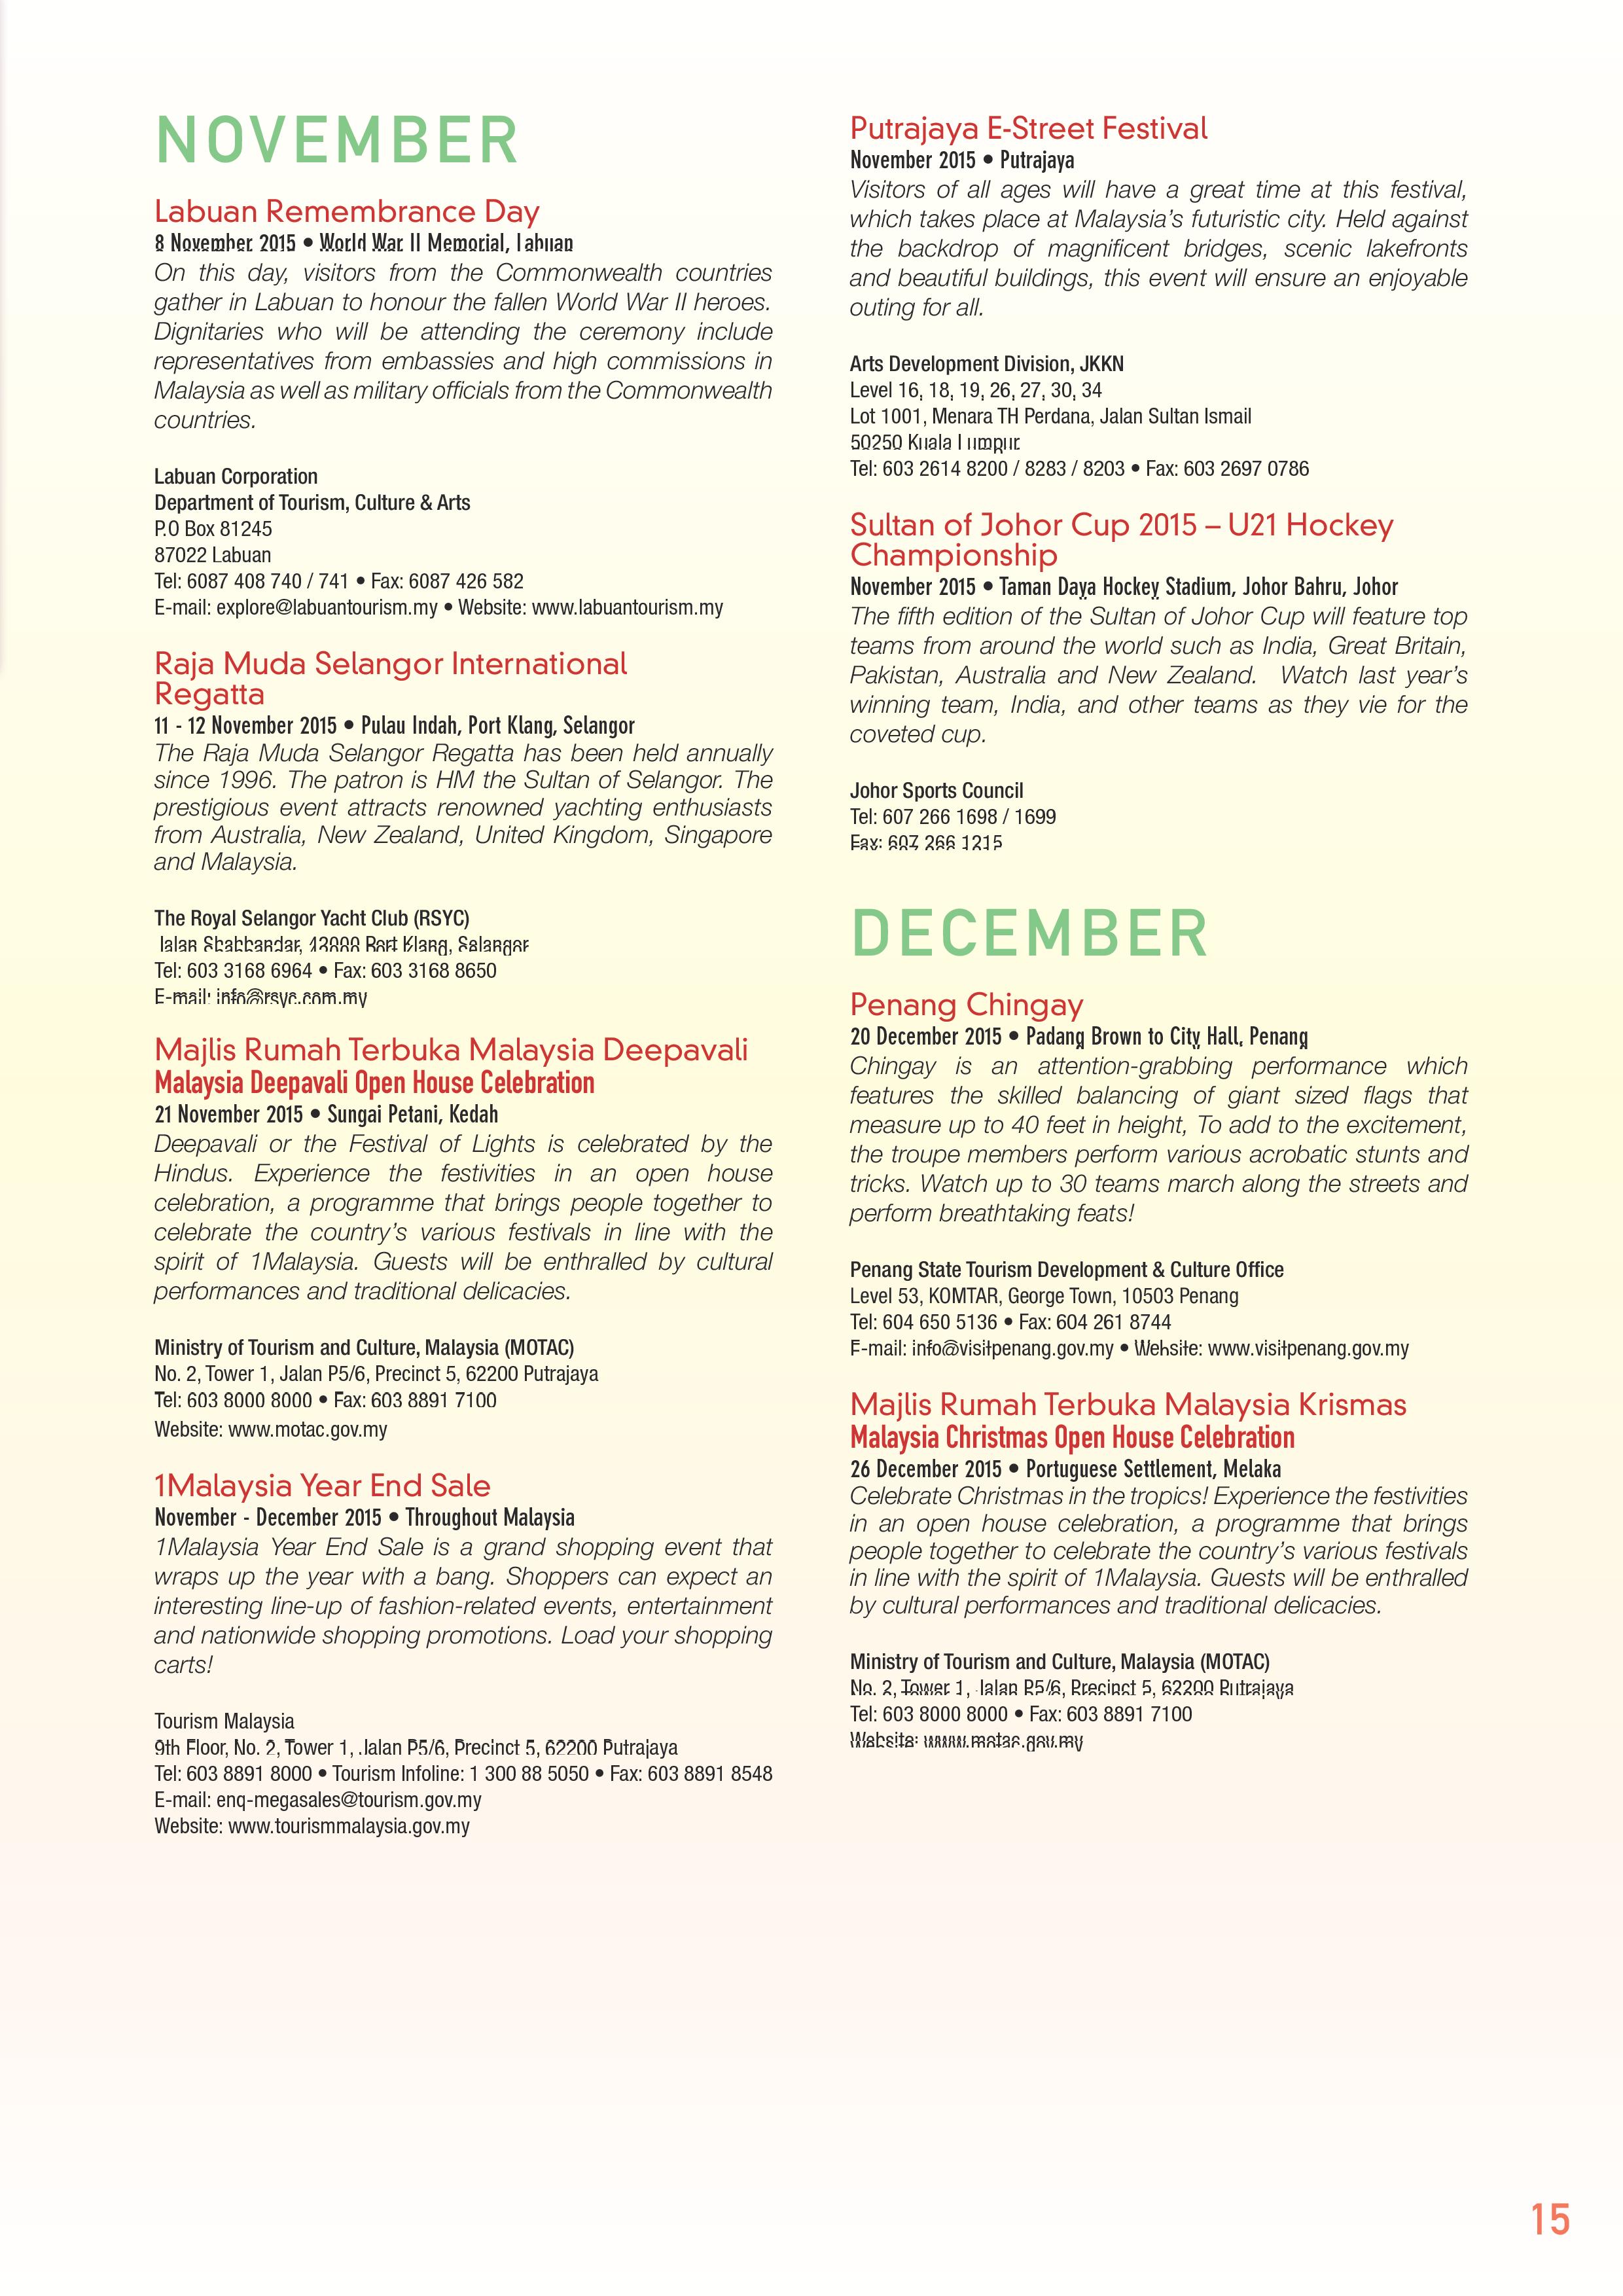 NOVEMBER
Labuan Remembrance Day
8 November 2015 • World War II Memorial, Labuan
On this day, visitors from the Commonwealth countries
gather in Labuan to honour the fallen World War II heroes.
Dignitaries who will be attending the ceremony include
representatives from embassies and high commissions in
Malaysia as well as military officials from the Commonwealth
countries.
Labuan Corporation
Department of Tourism, Culture & Arts
P.O Box 81245
87022 Labuan
Tel: 6087 408 740 / 741 • Fax: 6087 426 582
E-mail: explore@labuantourism.my • Website: www.labuantourism.my
Raja Muda Selangor International
Regatta
11 - 12 November 2015 • Pulau Indah, Port Klang, Selangor
The Raja Muda Selangor Regatta has been held annually
since 1996. The patron is HM the Sultan of Selangor. The
prestigious event attracts renowned yachting enthusiasts
from Australia, New Zealand, United Kingdom, Singapore
and Malaysia.
The Royal Selangor Yacht Club (RSYC)
Jalan Shahbandar, 43000 Port Klang, Selangor
Tel: 603 3168 6964 • Fax: 603 3168 8650
E-mail: info@rsyc.com.my
Majlis Rumah Terbuka Malaysia Deepavali
Malaysia Deepavali Open House Celebration
21 November 2015 • Sungai Petani, Kedah
Deepavali or the Festival of Lights is celebrated by the
Hindus. Experience the festivities in an open house
celebration, a programme that brings people together to
celebrate the country's various festivals in line with the
spirit of 1Malaysia. Guests will be enthralled by cultural
performances and traditional delicacies.
Ministry of Tourism and Culture, Malaysia (MOTAC)
No. 2, Tower 1, Jalan P5/6, Precinct 5, 62200 Putrajaya
Tel: 603 8000 8000 • Fax: 603 8891 7100
Website: www.motac.gov.my
1Malaysia Year End Sale
November - December 2015 • Throughout Malaysia
1Malaysia Year End Sale is a grand shopping event that
wraps up the year with a bang. Shoppers can expect an
interesting line-up of fashion-related events, entertainment
and nationwide shopping promotions. Load your shopping
carts!
Tourism Malaysia
9th Floor, No. 2, Tower 1, Jalan P5/6, Precinct 5, 62200 Putrajaya
Tel: 603 8891 8000 • Tourism Infoline: 1 300 88 5050 • Fax: 603 8891 8548
E-mail: enq-megasales@tourism.gov.my
Website: www.tourismmalaysia.gov.my
Putrajaya E-Street Festival
November 2015 • Putrajaya
Visitors of all ages will have a great time at this festival,
which takes place at Malaysia's futuristic city. Held against
the backdrop of magnificent bridges, scenic lakefronts
and beautiful buildings, this event will ensure an enjoyable
outing for all.
Arts Development Division, JKKN
Level 16, 18, 19, 26, 27, 30, 34
Lot 1001, Menara TH Perdana, Jalan Sultan Ismail
50250 Kuala Lumpur
Tel: 603 2614 8200 / 8283 / 8203 • Fax: 603 2697 0786
Sultan of Johor Cup 2015 – U21 Hockey
Championship
November 2015 • Taman Daya Hockey Stadium, Johor Bahru, Johor
The fifth edition of the Sultan of Johor Cup will feature top
teams from around the world such as India, Great Britain,
Pakistan, Australia and New Zealand. Watch last year's
winning team, India, and other teams as they vie for the
coveted cup.
Johor Sports Council
Tel: 607 266 1698 / 1699
Fax: 607 266 1215
DECEMBER
Penang Chingay
20 December 2015 • Padang Brown to City Hall, Penang
Chingay is an attention-grabbing performance which
features the skilled balancing of giant sized flags that
measure up to 40 feet in height, To add to the excitement,
the troupe members perform various acrobatic stunts and
tricks. Watch up to 30 teams march along the streets and
perform breathtaking feats!
Penang State Tourism Development & Culture Office
Level 53, KOMTAR, George Town, 10503 Penang
Tel: 604 650 5136 • Fax: 604 261 8744
E-mail: info@visitpenang.gov.my • Website: www.visitpenang.gov.my
Majlis Rumah Terbuka Malaysia Krismas
Malaysia Christmas Open House Celebration
26 December 2015 • Portuguese Settlement, Melaka
Celebrate Christmas in the tropics! Experience the festivities
in an open house celebration, a programme that brings
people together to celebrate the country's various festivals
in line with the spirit of 1Malaysia. Guests will be enthralled
by cultural performances and traditional delicacies.
Ministry of Tourism and Culture, Malaysia (MOTAC)
No. 2, Tower 1, Jalan P5/6, Precinct 5, 62200 Putrajaya
Tel: 603 8000 8000 • Fax: 603 8891 7100
Website: www.motac.gov.my
15